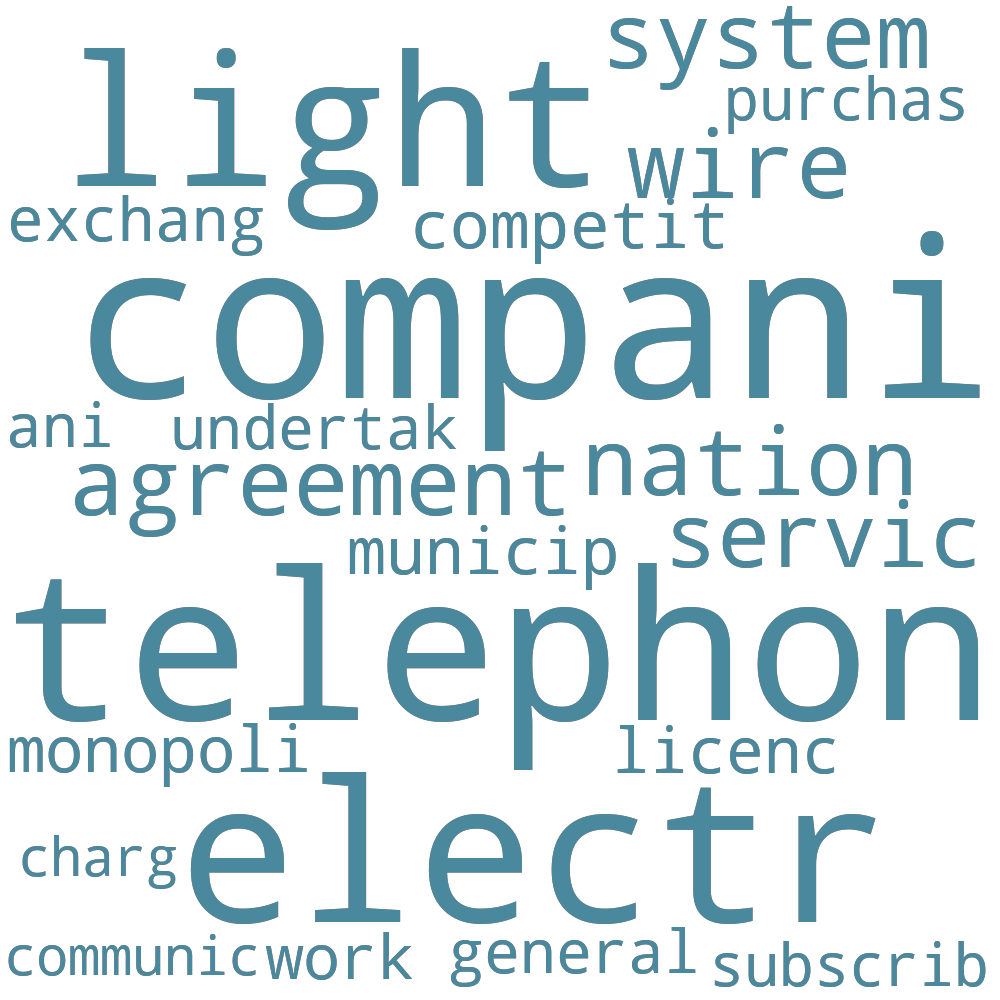 system
light
purchas
wire
exchang
competit
compani
ani
undertak
nation
agreement
servic
municip
telephon
monopoli
licenc
electr
charg
communic
work
general
subscrib